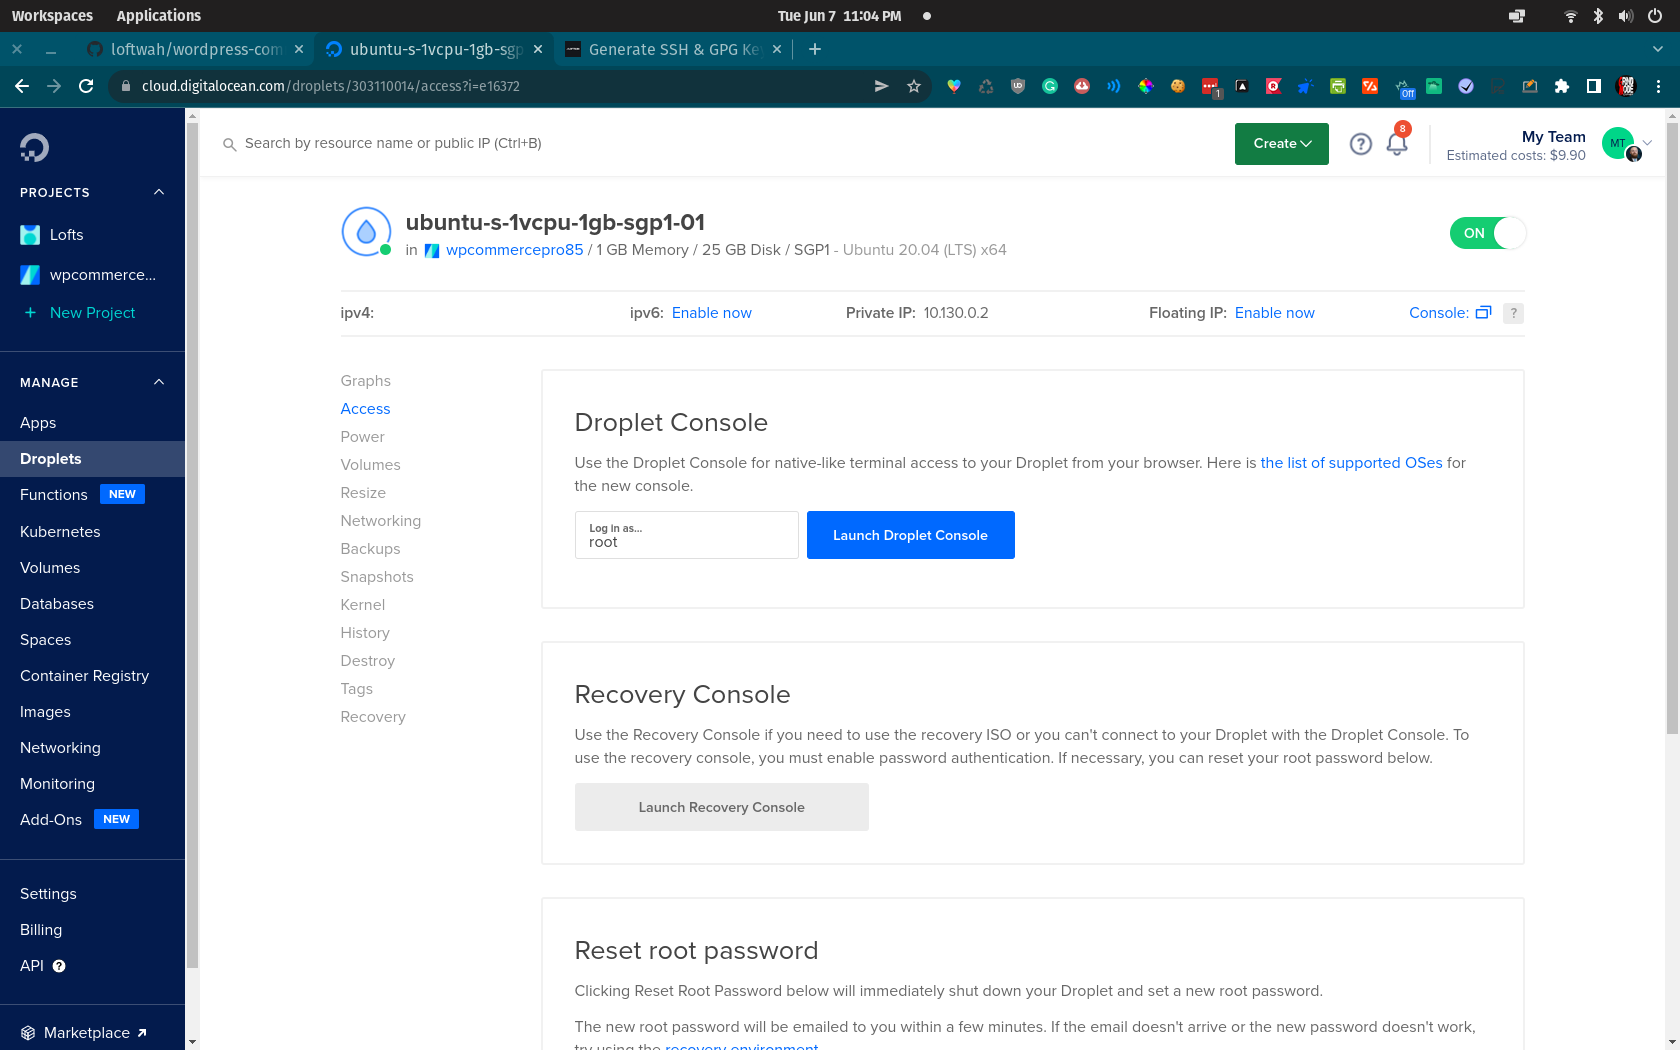 Workspaces Applications Tue Jun 7 11:04 PM
loftwah/wordpress-com ubuntu-s-1vcpu-1gb-sgp Generate SSH & GPG Ke
cloud.digitalocean.com/droplets/303110014/access?i=e16372
1
Off
Search by resource name or public IP (Ctrl+B)
Create
8
My Team
Estimated costs: $9.90
MT
PROJECTS
Lofts
wpcommerce...
+ New Project
MANAGE
Apps
Droplets
Functions NEW
Kubernetes
Volumes
Databases
Spaces
Container Registry
Images
Networking
Monitoring
Add-Ons NEW
Settings
Billing
API ?
Marketplace
ubuntu-s-1vcpu-1gb-sgp1-01
in wpcommercepro85 / 1 GB Memory / 25 GB Disk / SGP1 - Ubuntu 20.04 (LTS) x64
ON
ipv4: ipv6: Enable now Private IP: 10.130.0.2 Floating IP: Enable now Console: ?
Graphs
Access
Power
Volumes
Resize
Networking
Backups
Snapshots
Kernel
History
Destroy
Tags
Recovery
Droplet Console
Use the Droplet Console for native-like terminal access to your Droplet from your browser. Here is the list of supported OSes for
the new console.
Log in as...
root
Launch Droplet Console
Recovery Console
Use the Recovery Console if you need to use the recovery ISO or you can't connect to your Droplet with the Droplet Console. To
use the recovery console, you must enable password authentication. If necessary, you can reset your root password below.
Launch Recovery Console
Reset root password
Clicking Reset Root Password below will immediately shut down your Droplet and set a new root password.
The new root password will be emailed to you within a few minutes. If the email doesn't arrive or the new password doesn't work,
try using the recovery environment